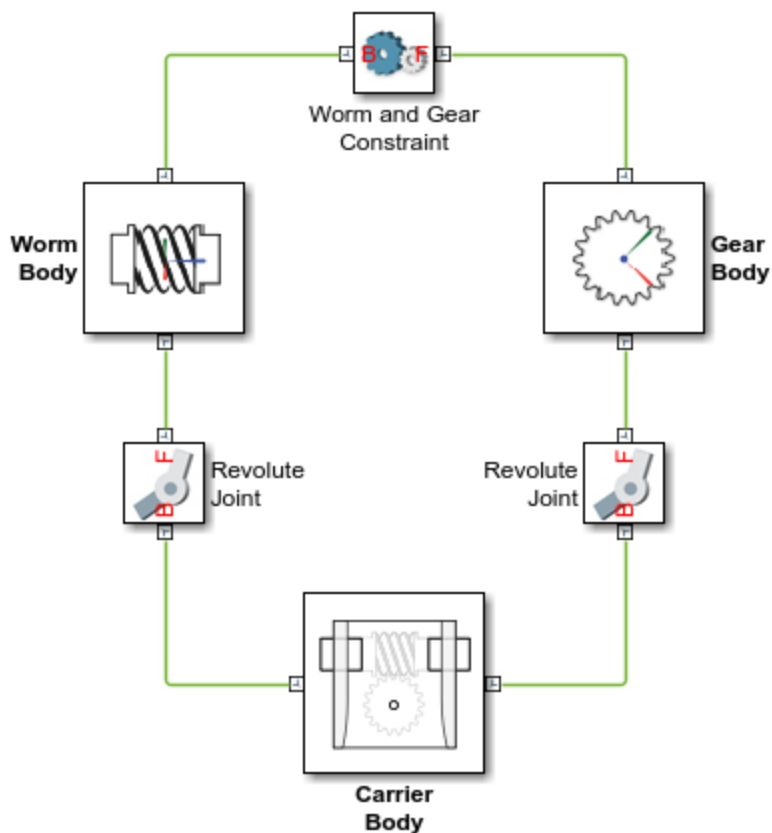 B F
Worm and Gear
Constraint
Worm
Body
Gear
Body
F
B
Revolute
Joint
Revolute
Joint
F
B
Carrier
Body